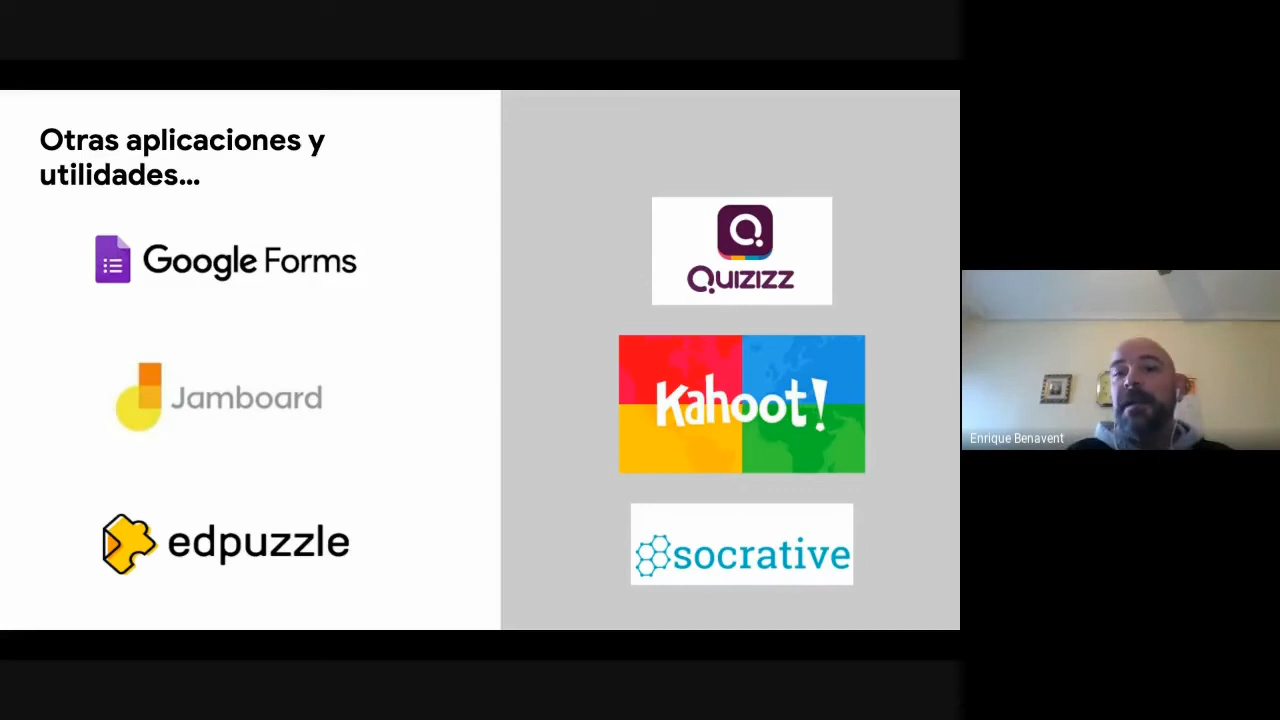 Otras aplicaciones y
utilidades...
Google Forms
Jamboard
edpuzzle
Quizizz
Kahoot!
socrative
Enrique Benavent